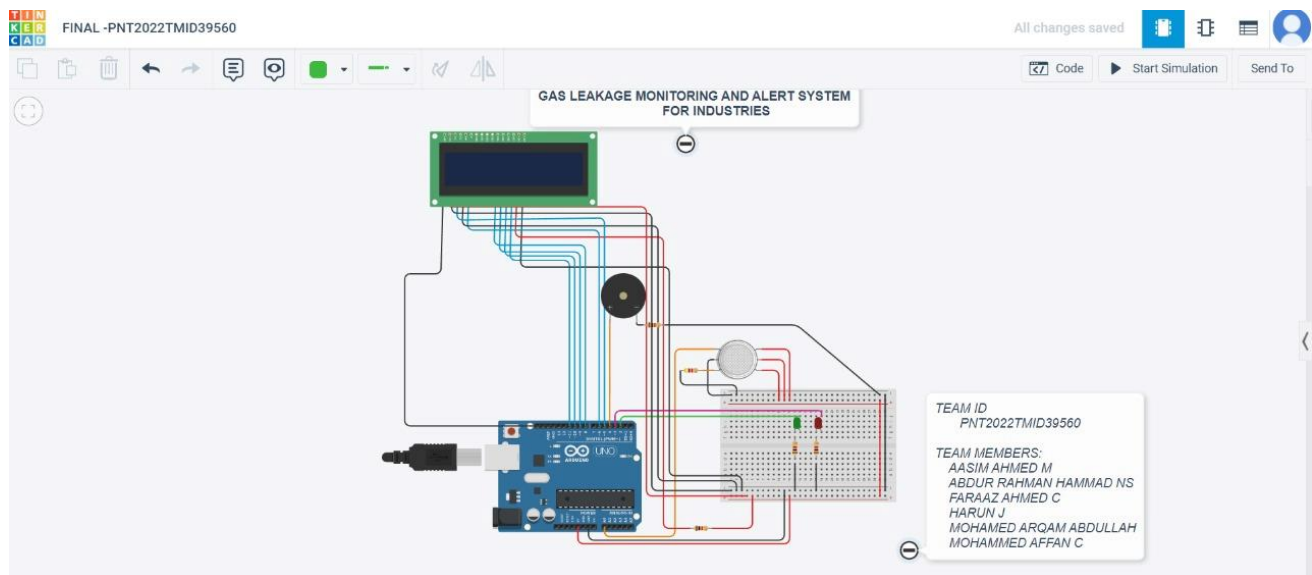 TIN
KER
CAD
FINAL -PNT2022TMID39560
All changes saved
Code
Start Simulation
Send To
GAS LEAKAGE MONITORING AND ALERT SYSTEM
FOR INDUSTRIES
UNO
ARDUINO
TEAM ID
PNT2022TMID39560
TEAM MEMBERS:
AASIM AHMED M
ABDUR RAHMAN HAMMAD NS
FARAAZ AHMED C
HARUN J
MOHAMED ARQAM ABDULLAH
MOHAMMED AFFAN C